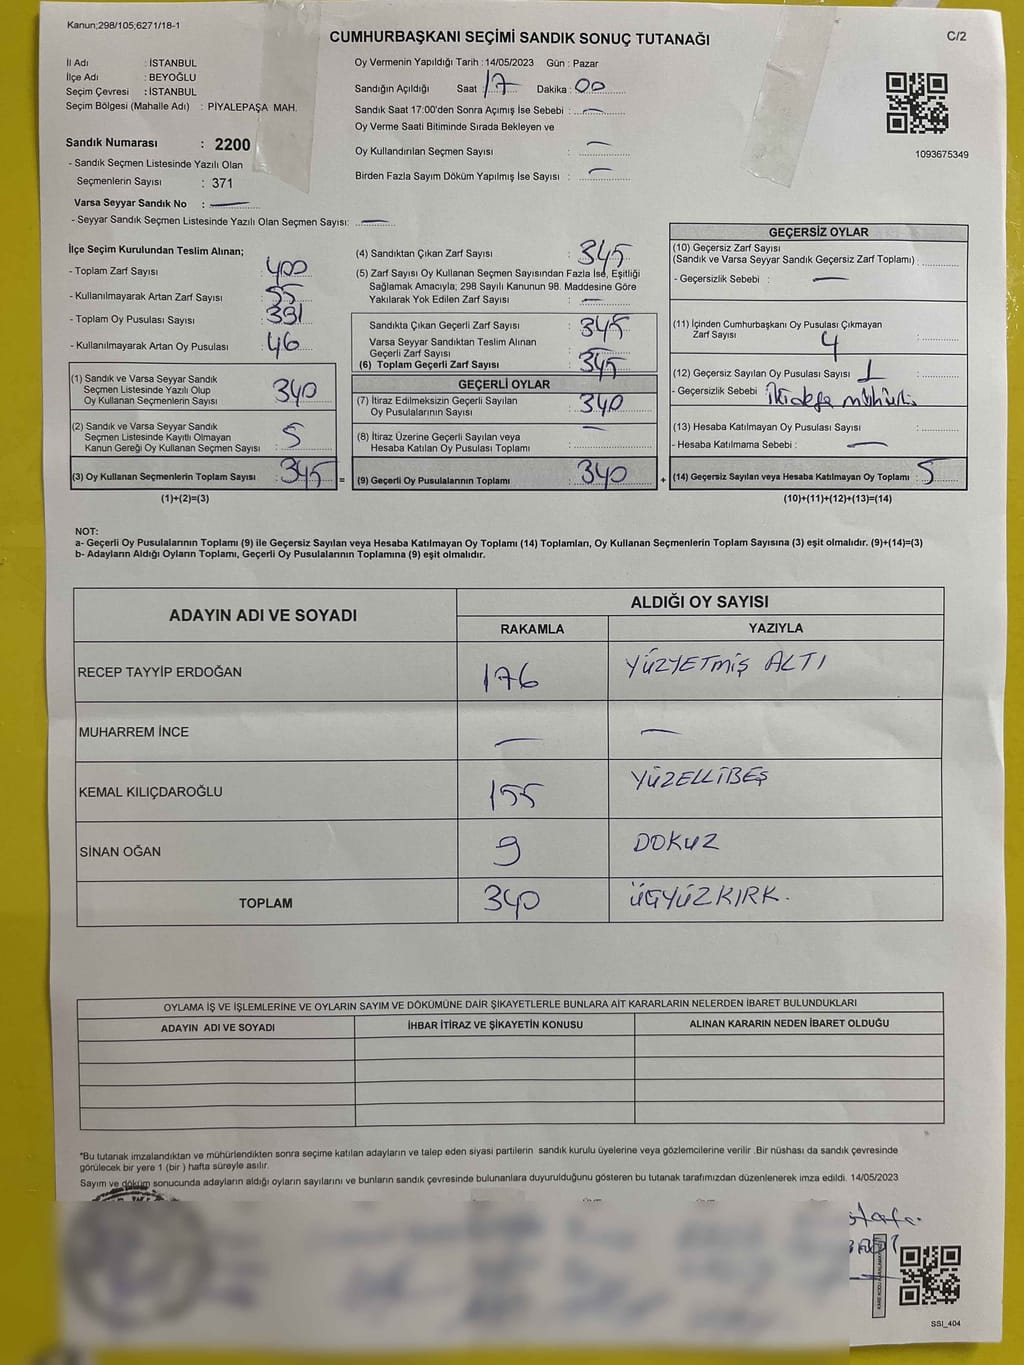 Kanun;298/105;6271/18-1
CUMHURBAŞKANI SEÇİMİ SANDIK SONUÇ TUTANAĞI
C/2
İl Adı : İSTANBUL
İlçe Adı : BEYOĞLU
Seçim Çevresi : İSTANBUL
Seçim Bölgesi (Mahalle Adı) : PİYALEPAŞA MAH.
Sandık Numarası : 2200
- Sandık Seçmen Listesinde Yazılı Olan
Seçmenlerin Sayısı : 371
Varsa Seyyar Sandık No : —
- Seyyar Sandık Seçmen Listesinde Yazılı Olan Seçmen Sayısı: —
Oy Vermenin Yapıldığı Tarih : 14/05/2023 Gün : Pazar
Sandığın Açıldığı Saat : 17 Dakika : 00
Sandık Saat 17:00'den Sonra Açımış İse Sebebi : —
Oy Verme Saati Bitiminde Sırada Bekleyen ve
Oy Kullandırılan Seçmen Sayısı : —
Birden Fazla Sayım Döküm Yapılmış İse Sayısı : —
1093675349
İlçe Seçim Kurulundan Teslim Alınan;
- Toplam Zarf Sayısı : 400
- Kullanılmayarak Artan Zarf Sayısı : 55
- Toplam Oy Pusulası Sayısı : 391
- Kullanılmayarak Artan Oy Pusulası : 46
(1) Sandık ve Varsa Seyyar Sandık
Seçmen Listesinde Yazılı Olup
Oy Kullanan Seçmenlerin Sayısı : 340
(2) Sandık ve Varsa Seyyar Sandık
Seçmen Listesinde Kayıtlı Olmayan
Kanun Gereği Oy Kullanan Seçmen Sayısı : 5
(3) Oy Kullanan Seçmenlerin Toplam Sayısı : 345 =
(1)+(2)=(3)
(4) Sandıktan Çıkan Zarf Sayısı : 345
(5) Zarf Sayısı Oy Kullanan Seçmen Sayısından Fazla İse, Eşitliği
Sağlamak Amacıyla; 298 Sayılı Kanunun 98. Maddesine Göre
Yakılarak Yok Edilen Zarf Sayısı : —
Sandıkta Çıkan Geçerli Zarf Sayısı : 345
Varsa Seyyar Sandıktan Teslim Alınan
Geçerli Zarf Sayısı :
(6) Toplam Geçerli Zarf Sayısı : 345
GEÇERLİ OYLAR
(7) İtiraz Edilmeksizin Geçerli Sayılan
Oy Pusulalarının Sayısı : 340
(8) İtiraz Üzerine Geçerli Sayılan veya
Hesaba Katılan Oy Pusulası Toplamı : —
(9) Geçerli Oy Pusulalarının Toplamı : 340 +
GEÇERSİZ OYLAR
(10) Geçersiz Zarf Sayısı
(Sandık ve Varsa Seyyar Sandık Geçersiz Zarf Toplamı) :
- Geçersizlik Sebebi : —
(11) İçinden Cumhurbaşkanı Oy Pusulası Çıkmayan
Zarf Sayısı : 4
(12) Geçersiz Sayılan Oy Pusulası Sayısı 1 :
- Geçersizlik Sebebi : İki defa mühürlü
(13) Hesaba Katılmayan Oy Pusulası Sayısı :
- Hesaba Katılmama Sebebi : —
(14) Geçersiz Sayılan veya Hesaba Katılmayan Oy Toplamı : 5
(10)+(11)+(12)+(13)=(14)
NOT:
a- Geçerli Oy Pusulalarının Toplamı (9) ile Geçersiz Sayılan veya Hesaba Katılmayan Oy Toplamı (14) Toplamları, Oy Kullanan Seçmenlerin Toplam Sayısına (3) eşit olmalıdır. (9)+(14)=(3)
b- Adayların Aldığı Oyların Toplamı, Geçerli Oy Pusulalarının Toplamına (9) eşit olmalıdır.
ADAYIN ADI VE SOYADI
ALDIĞI OY SAYISI
RAKAMLA YAZIYLA
RECEP TAYYİP ERDOĞAN 176 YÜZYETMİŞ ALTI
MUHARREM İNCE — —
KEMAL KILIÇDAROĞLU 155 YÜZELLİBEŞ
SİNAN OĞAN 9 DOKUZ
TOPLAM 340 ÜÇYÜZKIRK.
OYLAMA İŞ VE İŞLEMLERİNE VE OYLARIN SAYIM VE DÖKÜMÜNE DAİR ŞİKAYETLERLE BUNLARA AİT KARARLARIN NELERDEN İBARET BULUNDUKLARI
ADAYIN ADI VE SOYADI İHBAR İTİRAZ VE ŞİKAYETİN KONUSU ALINAN KARARIN NEDEN İBARET OLDUĞU
*Bu tutanak imzalandıktan ve mühürlendikten sonra seçime katılan adayların ve talep eden siyasi partilerin sandık kurulu üyelerine veya gözlemcilerine verilir .Bir nüshası da sandık çevresinde
görülecek bir yere 1 (bir ) hafta süreyle asılır.
Sayım ve döküm sonucunda adayların aldığı oyların sayılarını ve bunların sandık çevresinde bulunanlara duyurulduğunu gösteren bu tutanak tarafımızdan düzenlenerek imza edildi. 14/05/2023
SSI_404